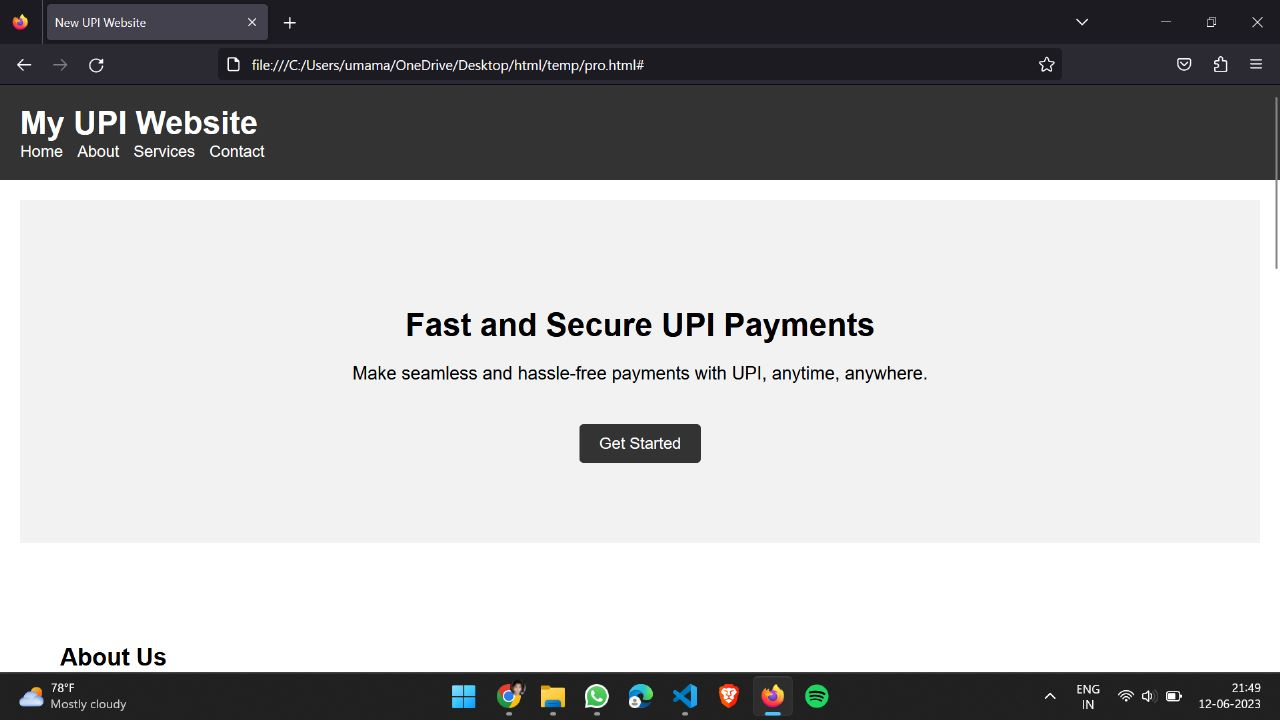 New UPI Website
file:///C:/Users/umama/OneDrive/Desktop/html/temp/pro.html#
My UPI Website
Home About Services Contact
Fast and Secure UPI Payments
Make seamless and hassle-free payments with UPI, anytime, anywhere.
Get Started
About Us
78°F
Mostly cloudy
ENG
IN
21:49
12-06-2023